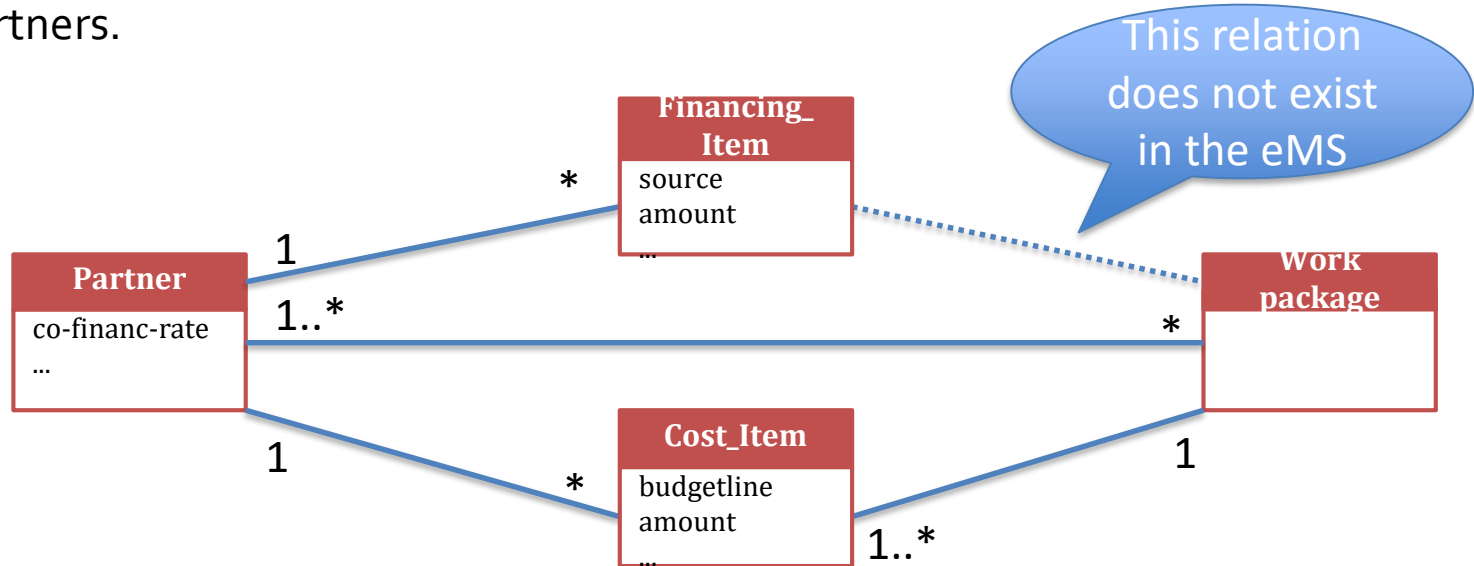 rtners.
This relation
does not exist
in the eMS
Financing_
Item
source
amount
...
*
1
Partner
co-financ-rate
...
1..*
*
Work
package
1
*
Cost_Item
budgetline
amount
...
1..*
1